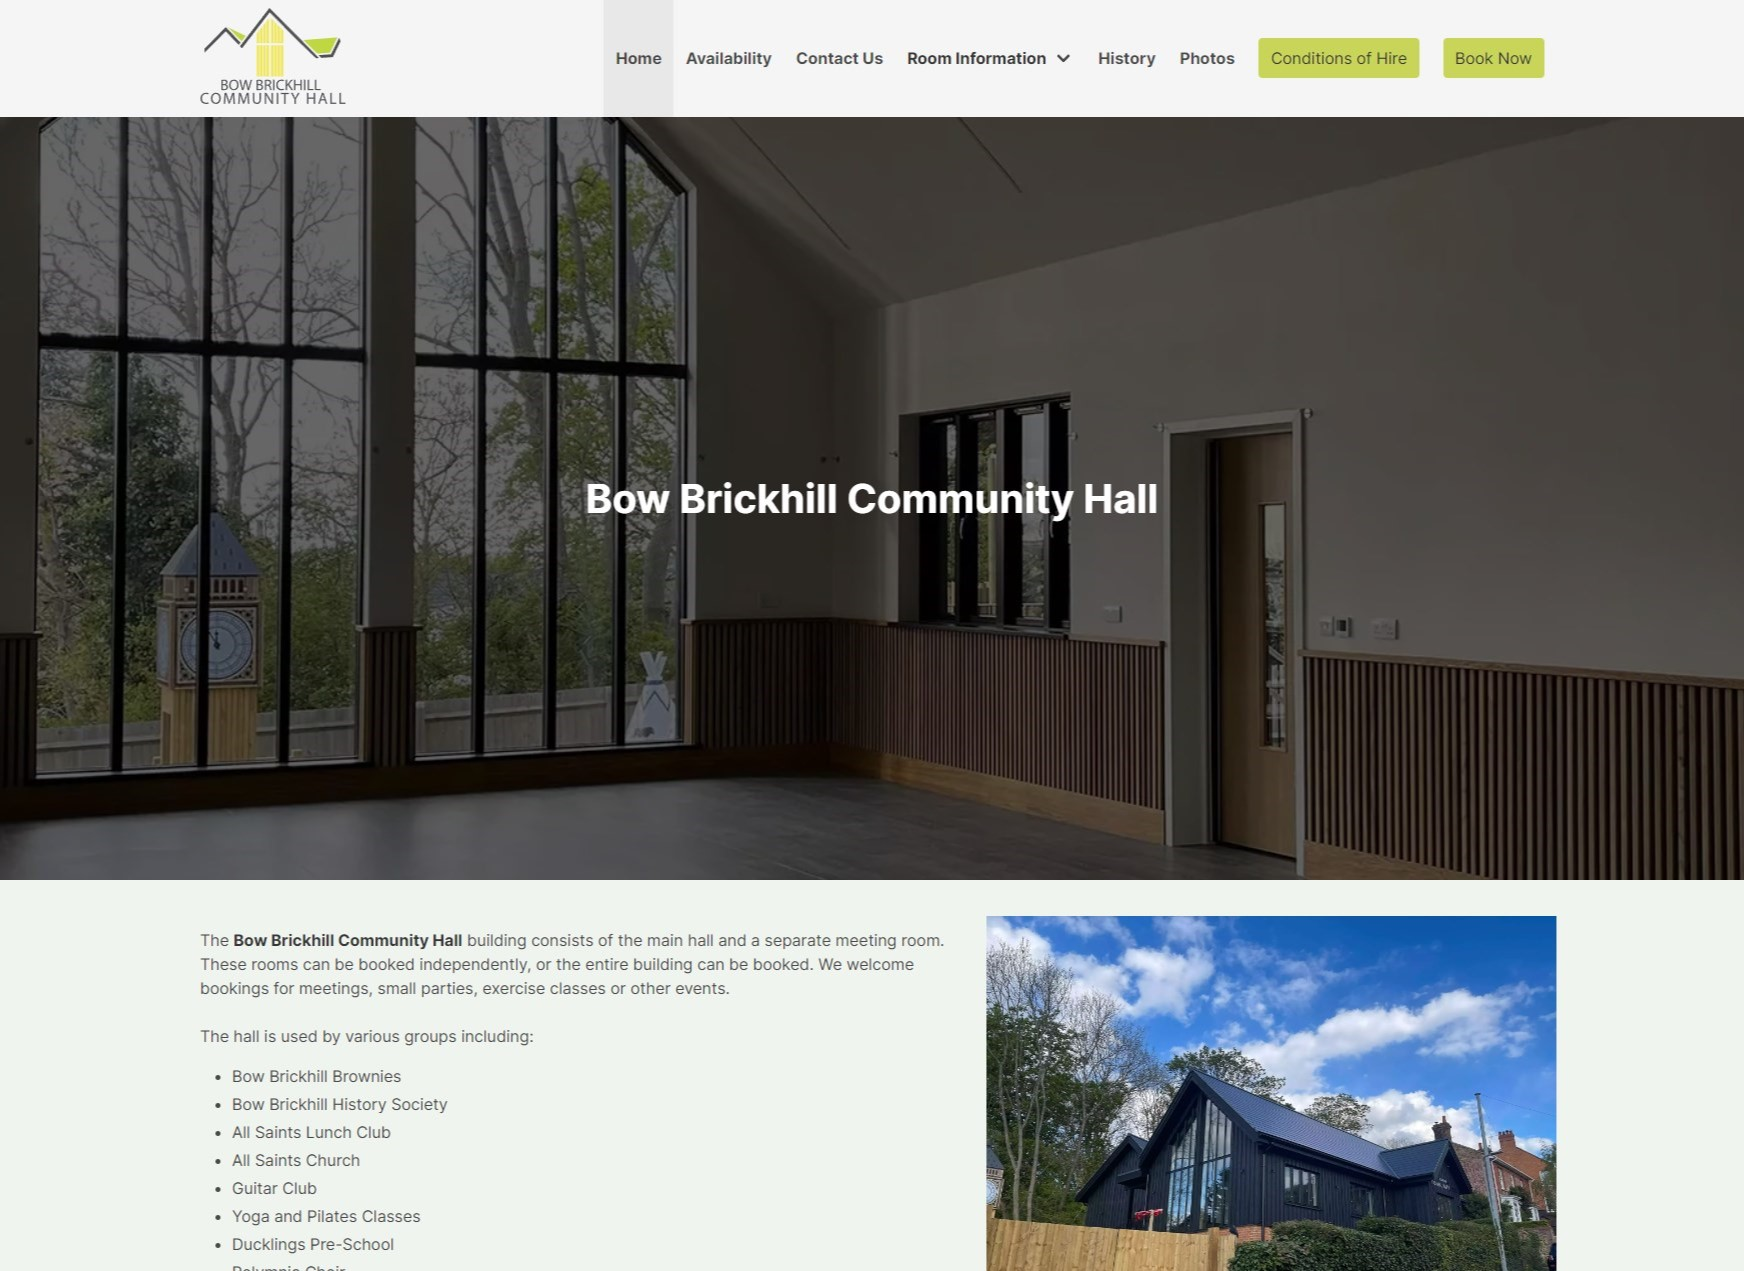 BOW BRICKHILL
COMMUNITY HALL
Home
Availability
Contact Us
Room Information
History
Photos
Conditions of Hire
Book Now
Bow Brickhill Community Hall
The Bow Brickhill Community Hall building consists of the main hall and a separate meeting room.
These rooms can be booked independently, or the entire building can be booked. We welcome
bookings for meetings, small parties, exercise classes or other events.
The hall is used by various groups including:
Bow Brickhill Brownies
Bow Brickhill History Society
All Saints Lunch Club
All Saints Church
Guitar Club
Yoga and Pilates Classes
Ducklings Pre-School